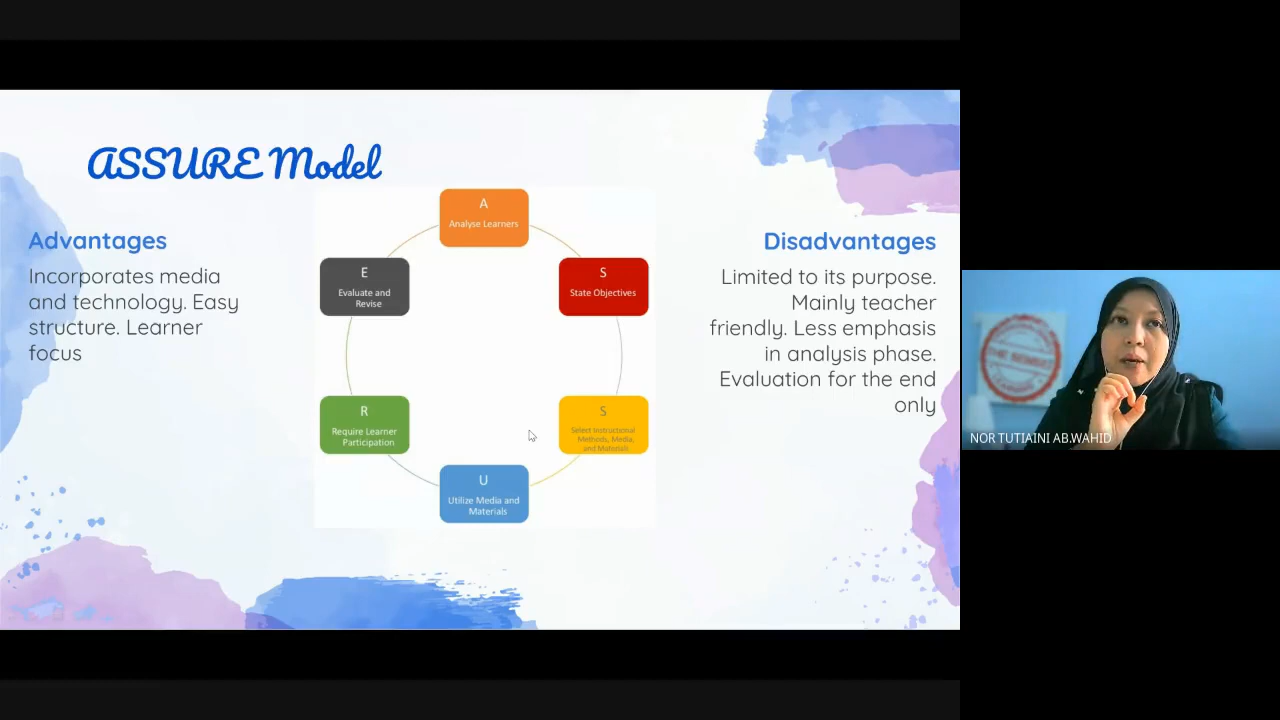 ASSURE Model
Advantages
Incorporates media
and technology. Easy
structure. Learner
focus
A
Analyse Learners
S
State Objectives
S
Select Instructional
Methods, Media,
and Materials
U
Utilize Media and
Materials
R
Require Learner
Participation
E
Evaluate and
Revise
Disadvantages
Limited to its purpose.
Mainly teacher
friendly. Less emphasis
in analysis phase.
Evaluation for the end
only
NOR TUTIAINI AB.WAHID